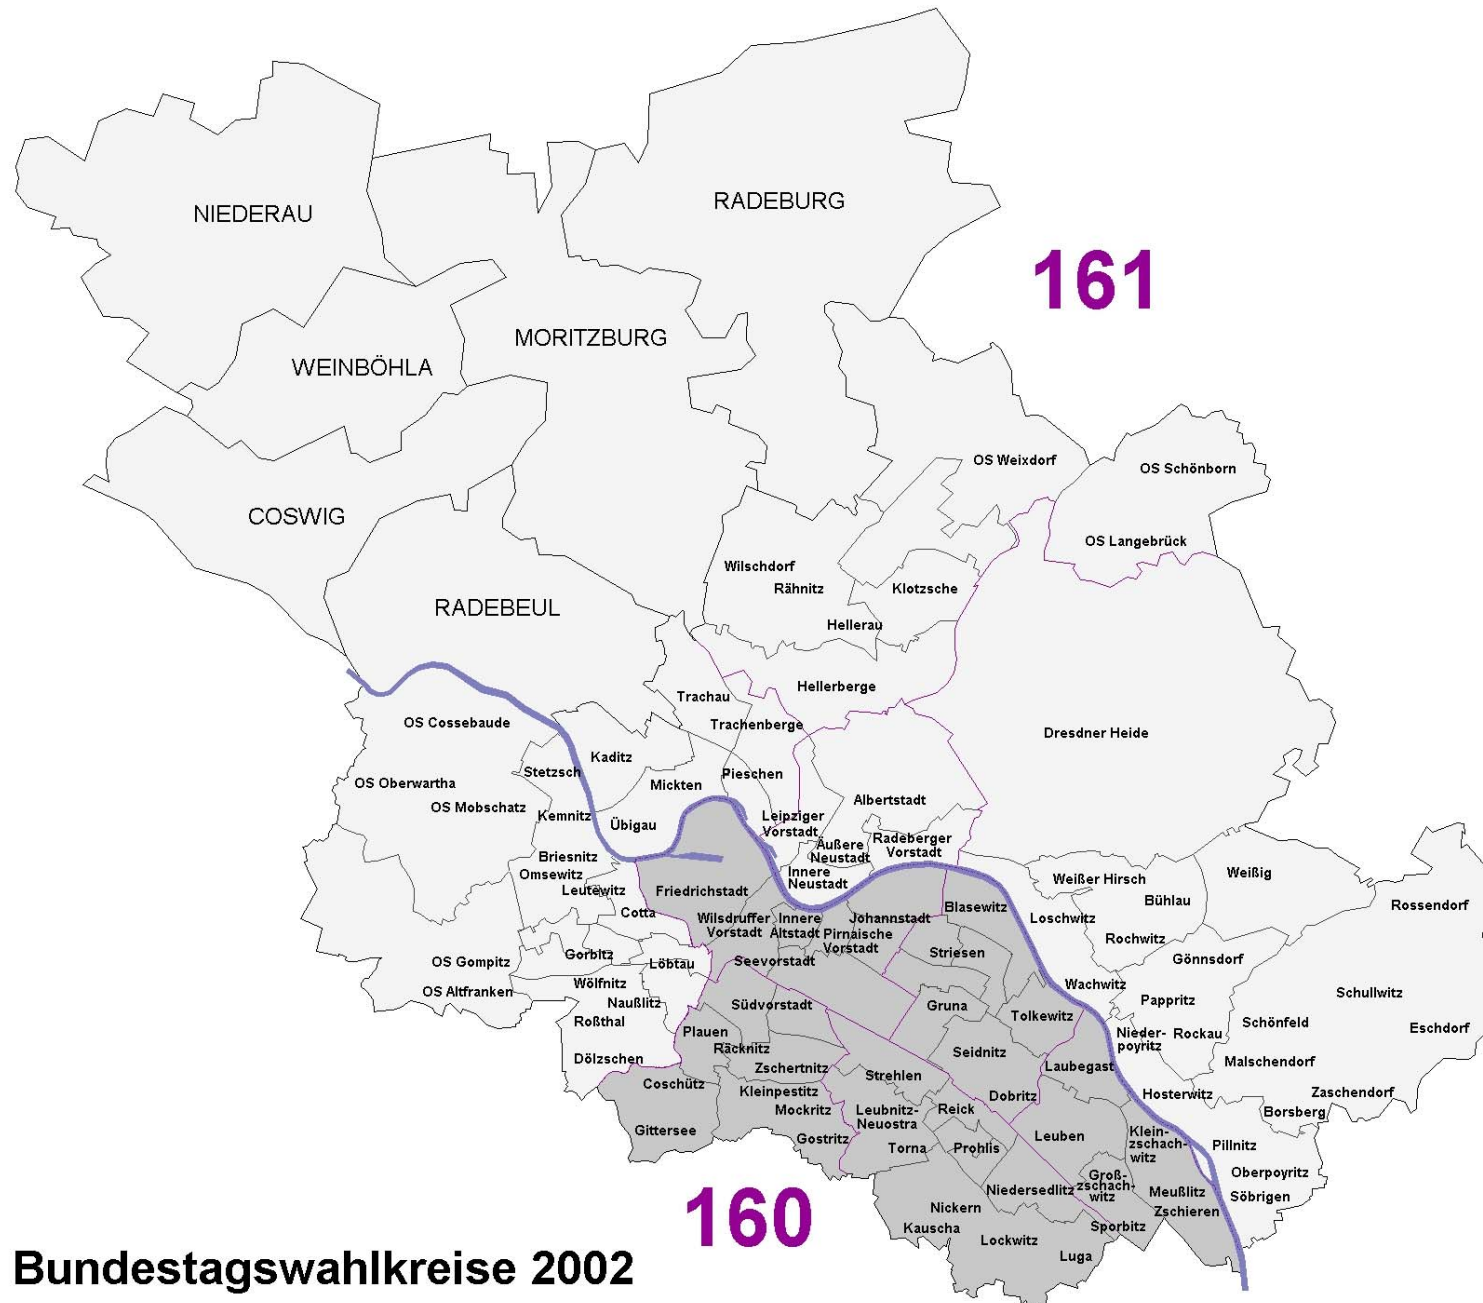 NIEDERAU
RADEBURG
161
MORITZBURG
WEINBÖHLA
OS Weixdorf
OS Schönborn
COSWIG
OS Langebrück
Wilschdorf
Rähnitz
Klotzsche
RADEBEUL
Hellerau
Hellerberge
Trachau
OS Cossebaude
Trachenberge
Dresdner Heide
Kaditz
Stetzsch
Pieschen
OS Oberwartha
Mickten
OS Mobschatz
Albertstadt
Kemnitz
Übigau
Leipziger
Vorstadt
Äußere
Neustadt
Radeberger
Vorstadt
Briesnitz
Omsewitz
Leutewitz
Innere
Neustadt
Weißer Hirsch
Weißig
Friedrichstadt
Bühlau
Rossendorf
Cotta
Wilsdruffer
Vorstadt
Innere
Altstadt
Johannstadt
Pirnaische
Vorstadt
Blasewitz
Loschwitz
Rochwitz
OS Gompitz
Gorbitz
Löbtau
Seevorstadt
Striesen
Gönnsdorf
OS Altfranken
Wölfnitz
Naußlitz
Südvorstadt
Gruna
Tolkewitz
Wachwitz
Pappritz
Schullwitz
Roßthal
Plauen
Räcknitz
Nieder-
poyritz
Rockau
Schönfeld
Eschdorf
Dölzschen
Zschertnitz
Seidnitz
Laubegast
Malschendorf
Coschütz
Kleinpestitz
Strehlen
Dobritz
Hosterwitz
Zaschendorf
Mockritz
Leubnitz-
Neuostra
Reick
Borsberg
Gittersee
Gostritz
Torna
Prohlis
Leuben
Klein-
zschach-
witz
Pillnitz
Oberpoyritz
Niedersedlitz
Groß-
zschach-
witz
Meußlitz
Söbrigen
160
Nickern
Zschieren
Kauscha
Lockwitz
Sporbitz
Luga
Bundestagswahlkreise 2002